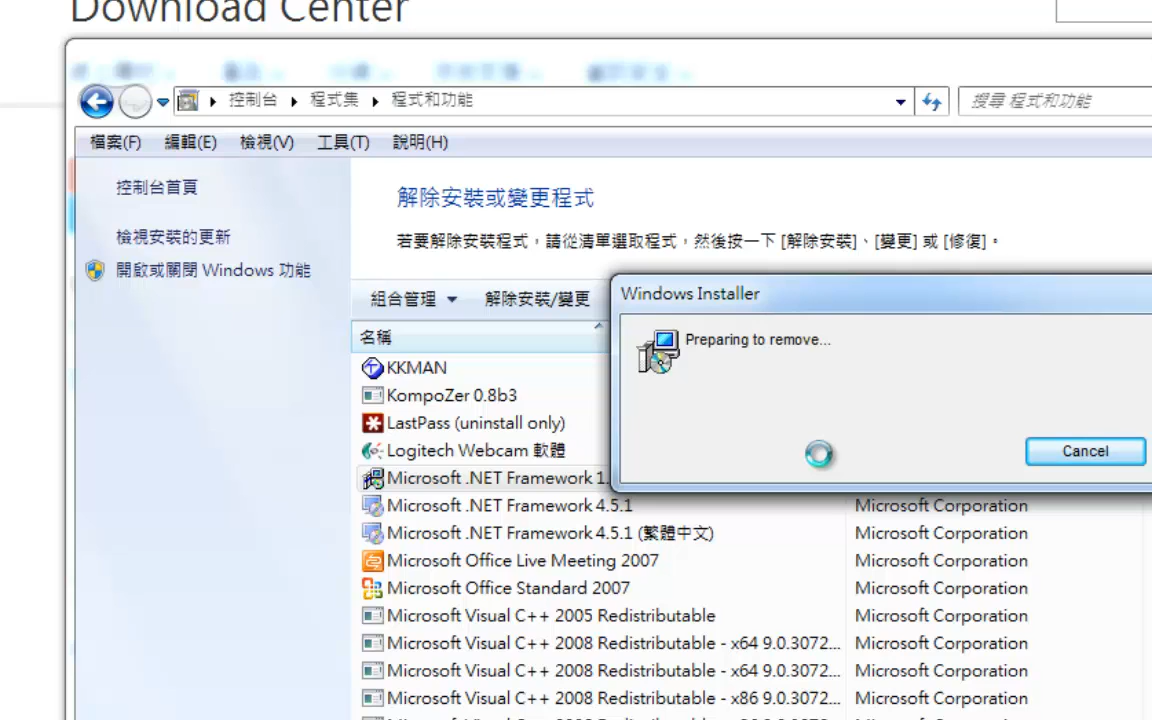 Download Center
控制台 程式集 程式和功能
搜尋 程式和功能
檔案(F) 編輯(E) 檢視(V) 工具(T) 說明(H)
控制台首頁
檢視安裝的更新
開啟或關閉 Windows 功能
解除安裝或變更程式
若要解除安裝程式，請從清單選取程式，然後按一下 [解除安裝]、[變更] 或 [修復]。
組合管理 解除安裝/變更
名稱
Windows Installer
Preparing to remove...
Cancel
KKMAN
KompoZer 0.8b3
LastPass (uninstall only)
Logitech Webcam 軟體
Microsoft .NET Framework 1.
Microsoft .NET Framework 4.5.1 Microsoft Corporation
Microsoft .NET Framework 4.5.1 (繁體中文) Microsoft Corporation
Microsoft Office Live Meeting 2007 Microsoft Corporation
Microsoft Office Standard 2007 Microsoft Corporation
Microsoft Visual C++ 2005 Redistributable Microsoft Corporation
Microsoft Visual C++ 2008 Redistributable - x64 9.0.3072... Microsoft Corporation
Microsoft Visual C++ 2008 Redistributable - x64 9.0.3072... Microsoft Corporation
Microsoft Visual C++ 2008 Redistributable - x86 9.0.3072... Microsoft Corporation